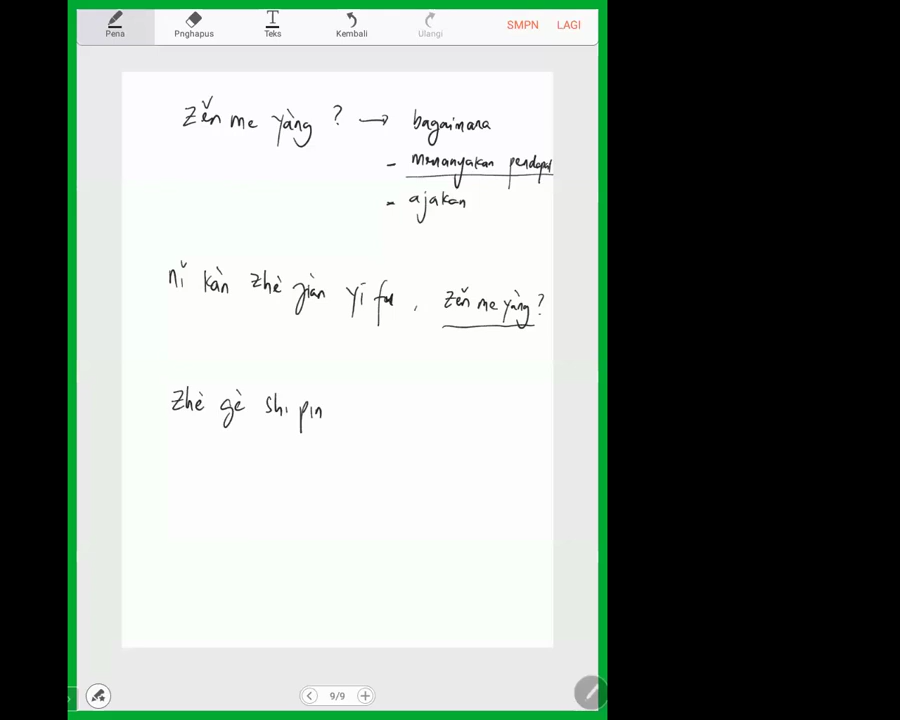 Pena Pnghapus Teks Kembali Ulangi SMPN LAGI
zěn me yàng ? → bagaimana
- menanyakan pendapat
- ajakan
nǐ kàn zhè jiàn yī fu , zěn me yàng ?
zhè gè shi pin
9/9